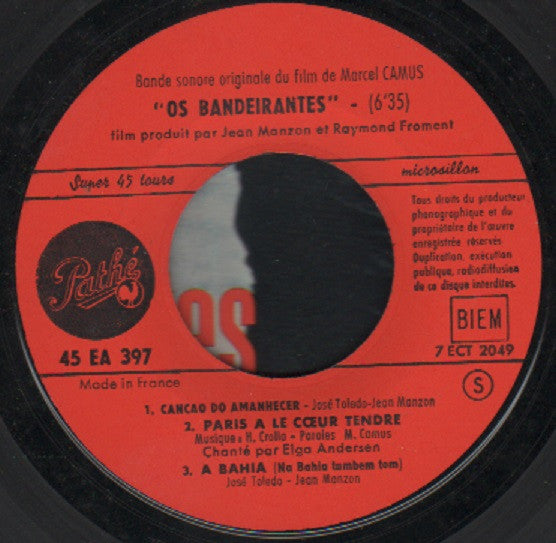 Bande sonore originale du film de Marcel CAMUS
"OS BANDEIRANTES" - (6'35)
film produit par Jean Manzon et Raymond Froment
Super 45 tours
microsillon
Tous droits du producteur
phonographique et du
propriétaire de l'œuvre
enregistrée réservés
Duplication, exécution
publique, radiodiffusion
de ce disque interdites.
Pathé
45 EA 397
Made in France
BIEM
7 ECT 2049
S
es
1. CANCAO DO AMANHECER - José Toledo-Jean Manzon
2. PARIS A LE CŒUR TENDRE
Musique : H. Crolla - Paroles M. Camus
Chanté par Elga Andersen
3. A BAHIA (Na Bahia tambem tom)
José Toledo - Jean Manzon